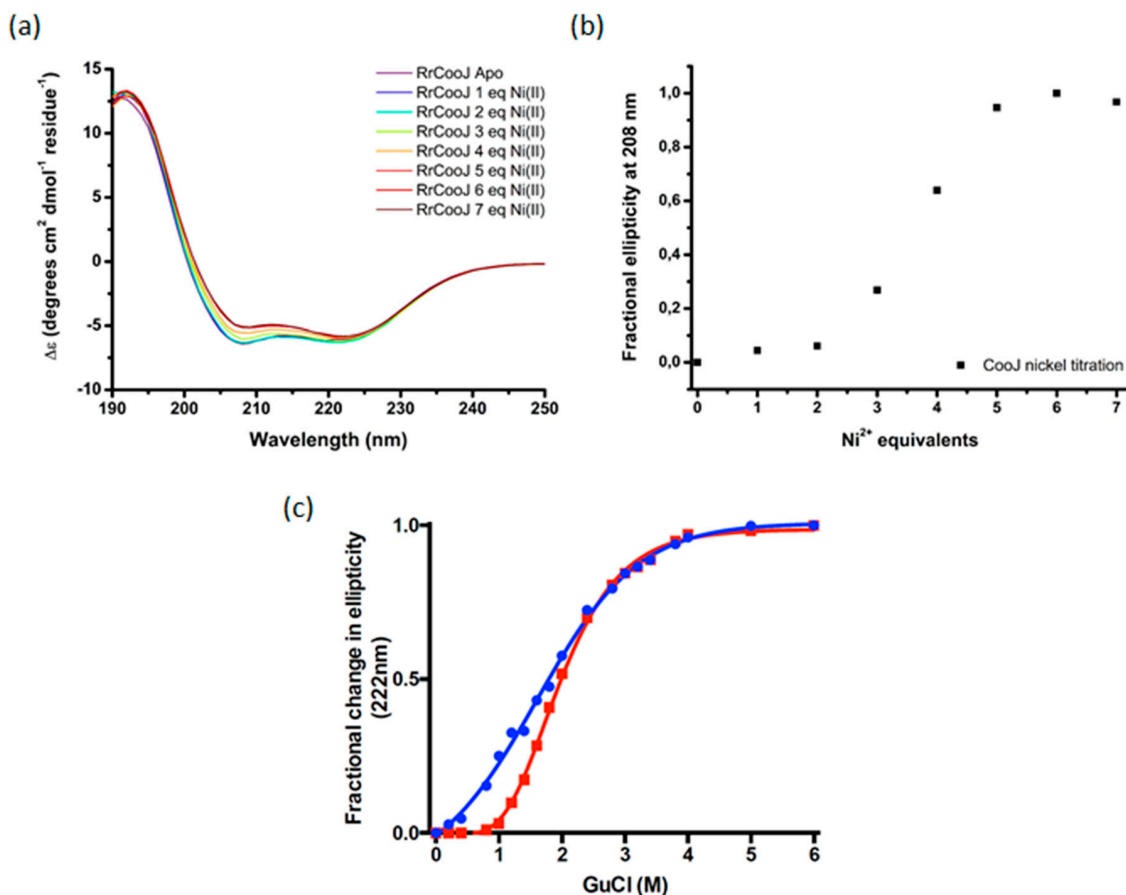 (a)
Δε (degrees cm² dmol⁻¹ residue⁻¹)
15
10
5
0
-5
-10
190 200 210 220 230 240 250
Wavelength (nm)
RrCooJ Apo
RrCooJ 1 eq Ni(II)
RrCooJ 2 eq Ni(II)
RrCooJ 3 eq Ni(II)
RrCooJ 4 eq Ni(II)
RrCooJ 5 eq Ni(II)
RrCooJ 6 eq Ni(II)
RrCooJ 7 eq Ni(II)
(b)
Fractional ellipticity at 208 nm
1,0
0,8
0,6
0,4
0,2
0,0
CooJ nickel titration
0 1 2 3 4 5 6 7
Ni²⁺ equivalents
(c)
Fractional change in ellipticity
(222nm)
1.0
0.5
0.0
0 1 2 3 4 5 6
GuCl (M)